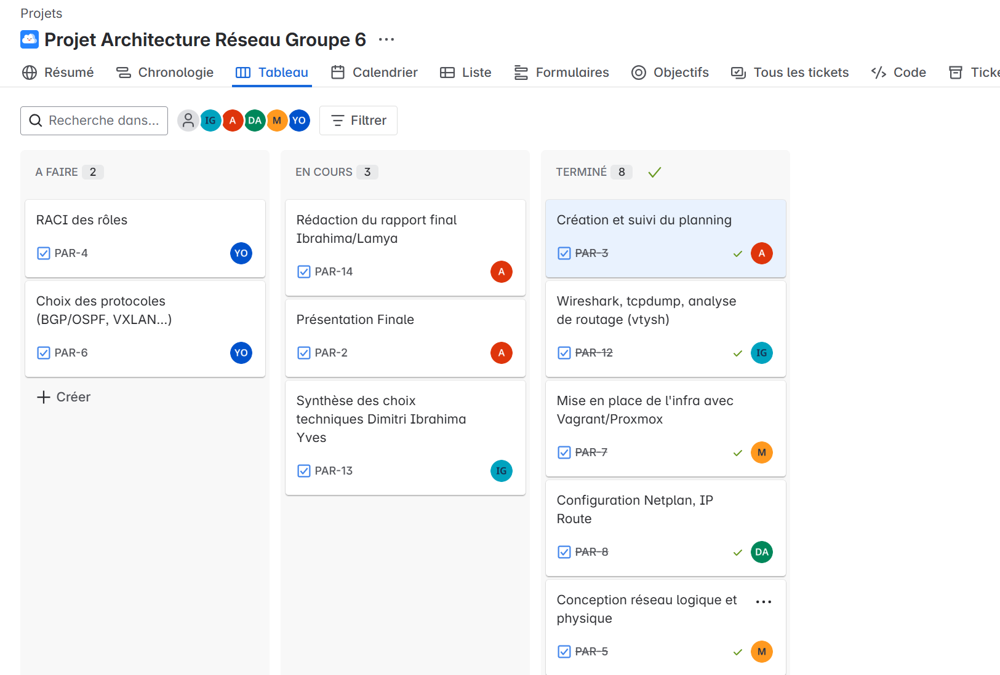 Projets
Projet Architecture Réseau Groupe 6
Résumé
Chronologie
Tableau
Calendrier
Liste
Formulaires
Objectifs
Tous les tickets
Code
Ticke
Recherche dans...
IG
A
DA
M
YO
Filtrer
A FAIRE 2
RACI des rôles
PAR-4
YO
Choix des protocoles
(BGP/OSPF, VXLAN...)
PAR-6
YO
Créer
EN COURS 3
Rédaction du rapport final
Ibrahima/Lamya
PAR-14
A
Présentation Finale
PAR-2
A
Synthèse des choix
techniques Dimitri Ibrahima
Yves
PAR-13
IG
TERMINÉ 8
Création et suivi du planning
PAR-3
A
Wireshark, tcpdump, analyse
de routage (vtysh)
PAR-12
IG
Mise en place de l'infra avec
Vagrant/Proxmox
PAR-7
M
Configuration Netplan, IP
Route
PAR-8
DA
Conception réseau logique et
physique
PAR-5
M